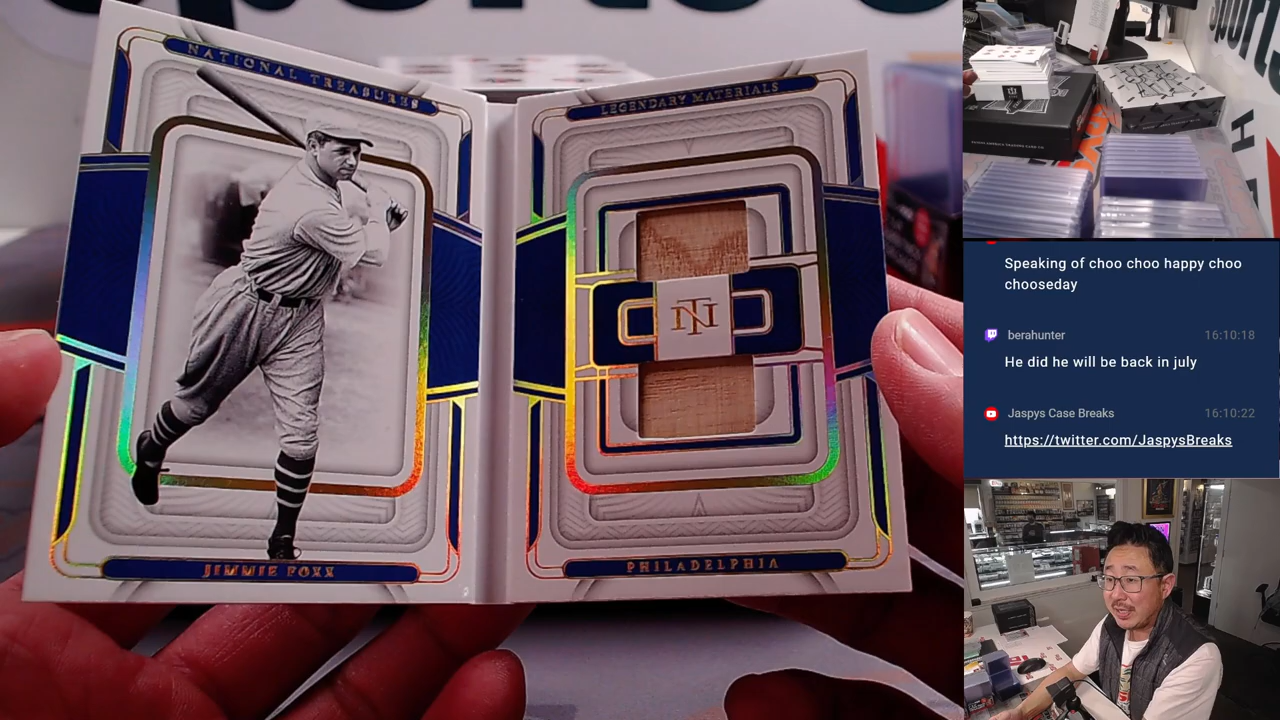 NATIONAL TREASURES
JIMMIE FOXX
LEGENDARY MATERIALS
NT
PHILADELPHIA
Speaking of choo choo happy choo
chooseday
berahunter
16:10:18
He did he will be back in july
Jaspys Case Breaks
16:10:22
https://twitter.com/JaspysBreaks